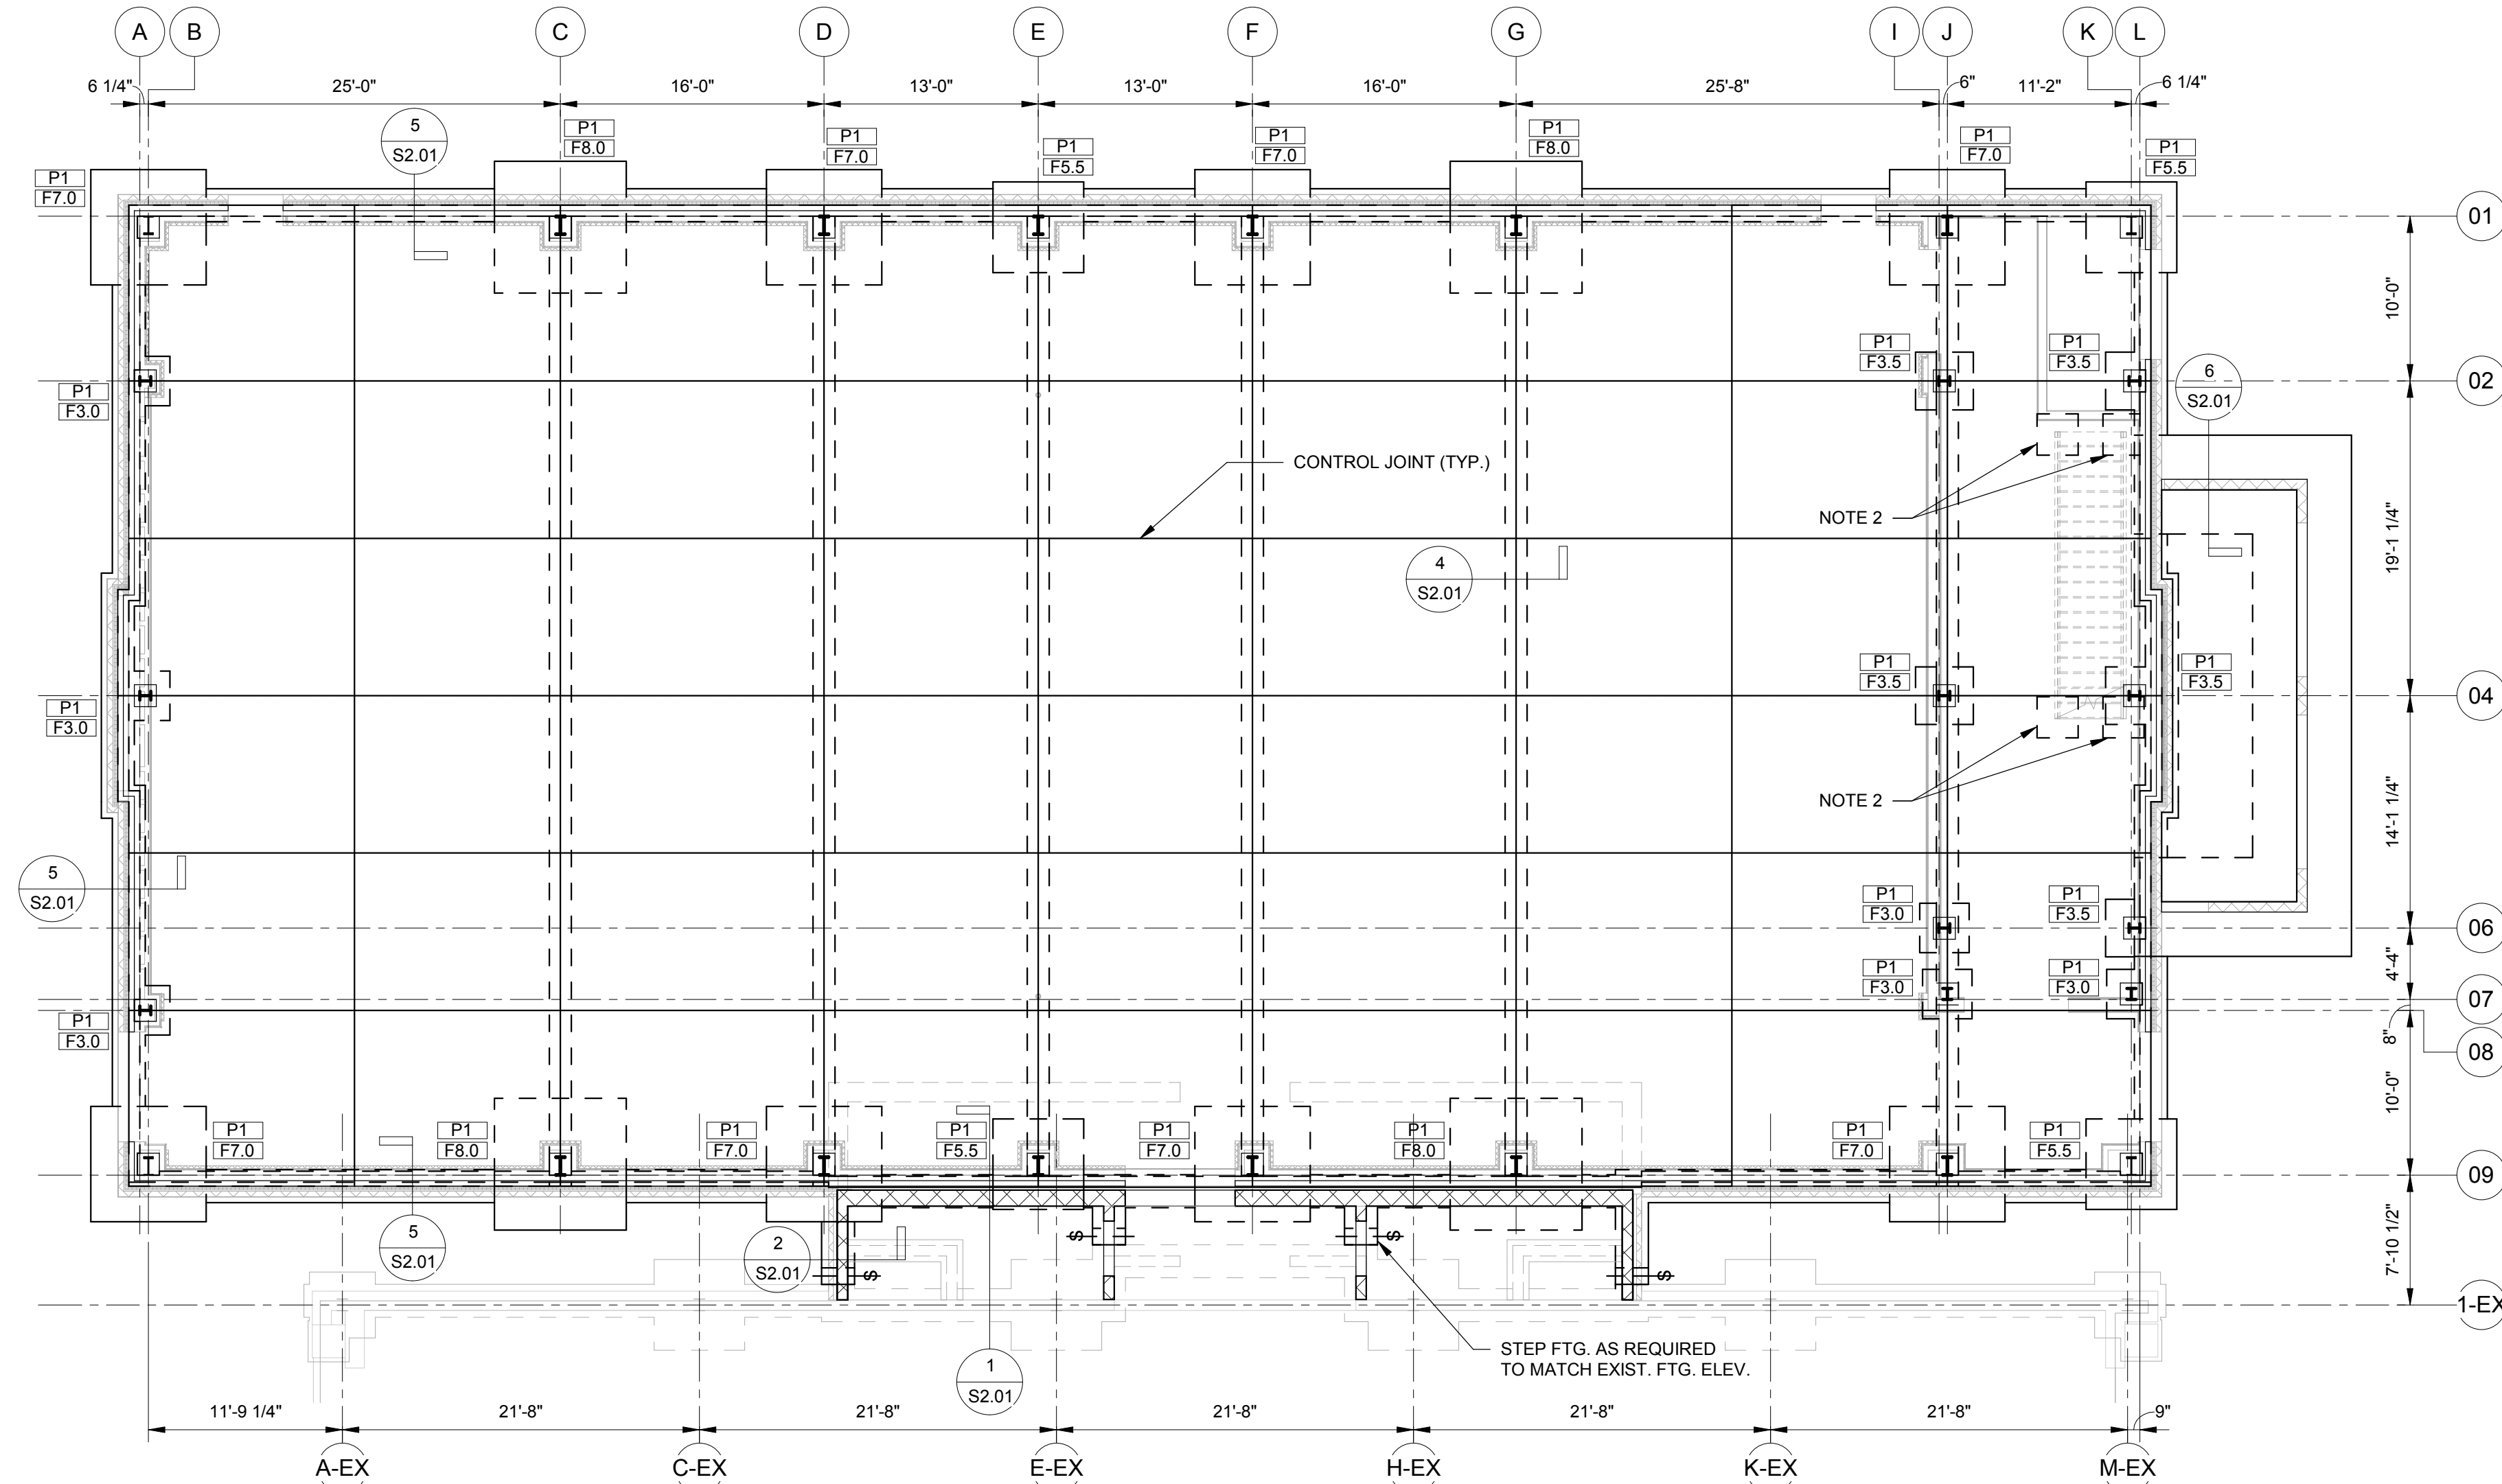 A B C D E F G I J K L
6 1/4" 25'-0" 16'-0" 13'-0" 13'-0" 16'-0" 25'-8" 6" 11'-2" 6 1/4"
5
S2.01
P1
F7.0
P1
F8.0
P1
F7.0
P1
F5.5
P1
F7.0
P1
F8.0
P1
F7.0
P1
F5.5
01
10'-0"
P1
F3.0
P1
F3.5
P1
F3.5
6
S2.01
02
CONTROL JOINT (TYP.)
NOTE 2
19'-1 1/4"
4
S2.01
P1
F3.0
P1
F3.5
P1
F3.5
04
NOTE 2
14'-1 1/4"
5
S2.01
P1
F3.0
P1
F3.5
06
4'-4"
P1
F3.0
P1
F3.0
07
P1
F3.0
8"
08
10'-0"
P1
F7.0
P1
F8.0
P1
F7.0
P1
F5.5
P1
F7.0
P1
F8.0
P1
F7.0
P1
F5.5
09
5
S2.01
2
S2.01
S
S
S
S
7'-10 1/2"
1-EX
1
S2.01
STEP FTG. AS REQUIRED
TO MATCH EXIST. FTG. ELEV.
11'-9 1/4" 21'-8" 21'-8" 21'-8" 21'-8" 21'-8" 9"
A-EX C-EX E-EX H-EX K-EX M-EX